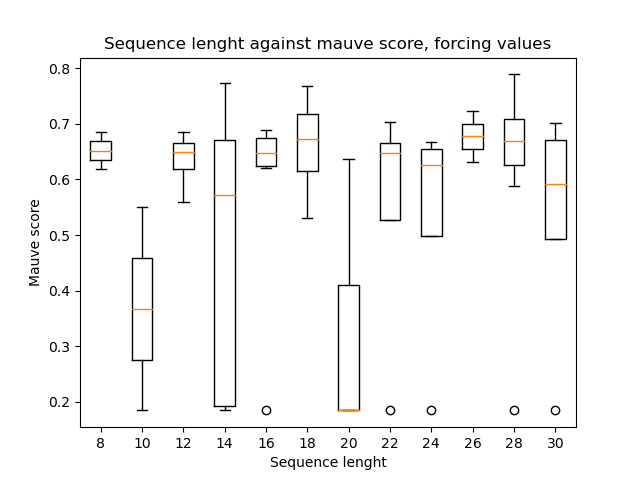 Sequence lenght against mauve score, forcing values
0.8
0.7
0.6
0.5
0.4
0.3
0.2
Mauve score
8 10 12 14 16 18 20 22 24 26 28 30
Sequence lenght